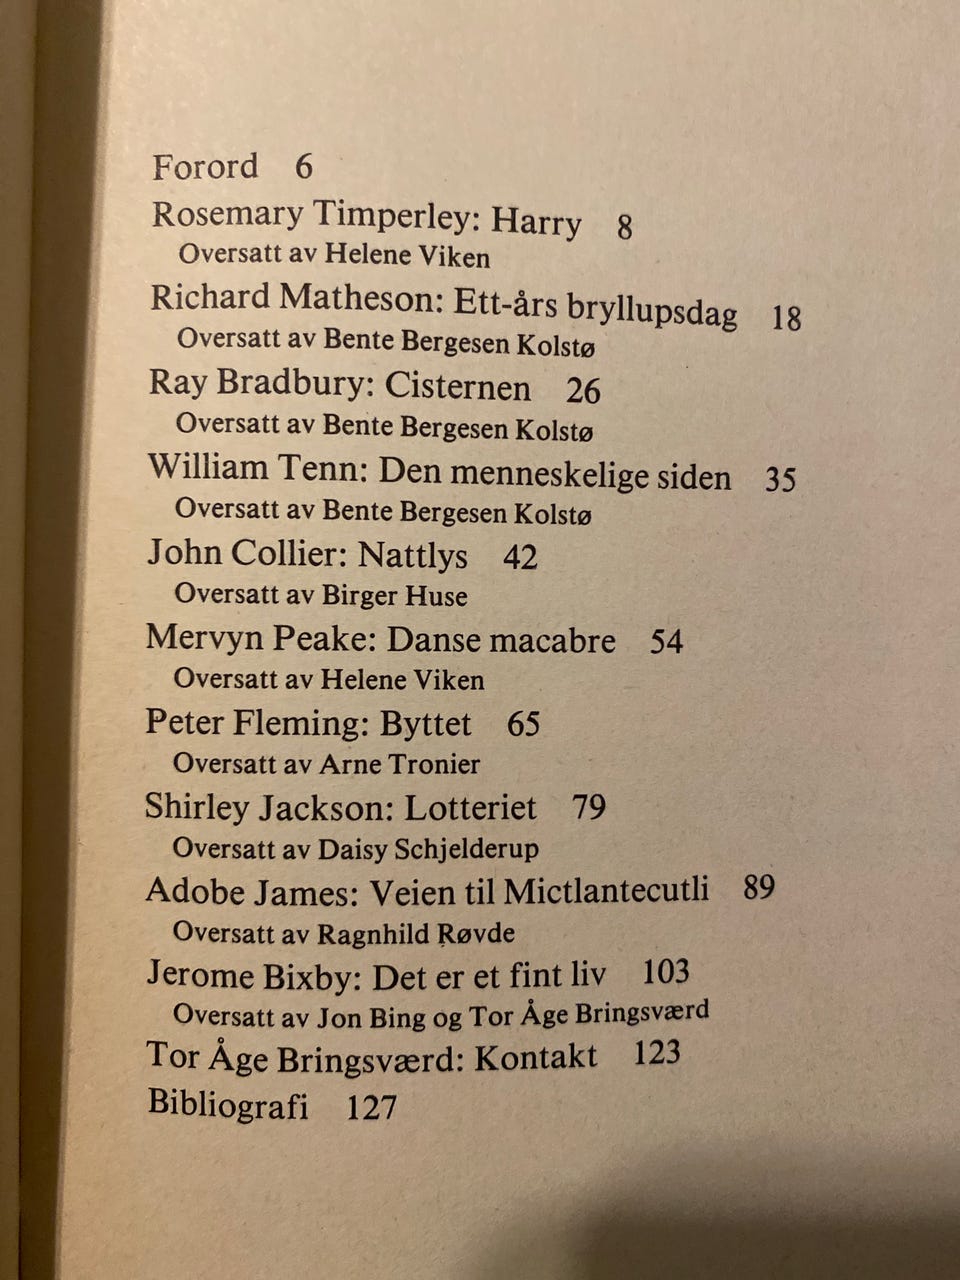 Forord 6
Rosemary Timperley: Harry 8
Oversatt av Helene Viken
Richard Matheson: Ett-års bryllupsdag 18
Oversatt av Bente Bergesen Kolstø
Ray Bradbury: Cisternen 26
Oversatt av Bente Bergesen Kolstø
William Tenn: Den menneskelige siden 35
Oversatt av Bente Bergesen Kolstø
John Collier: Nattlys 42
Oversatt av Birger Huse
Mervyn Peake: Danse macabre 54
Oversatt av Helene Viken
Peter Fleming: Byttet 65
Oversatt av Arne Tronier
Shirley Jackson: Lotteriet 79
Oversatt av Daisy Schjelderup
Adobe James: Veien til Mictlantecutli 89
Oversatt av Ragnhild Røvde
Jerome Bixby: Det er et fint liv 103
Oversatt av Jon Bing og Tor Åge Bringsværd
Tor Åge Bringsværd: Kontakt 123
Bibliografi 127